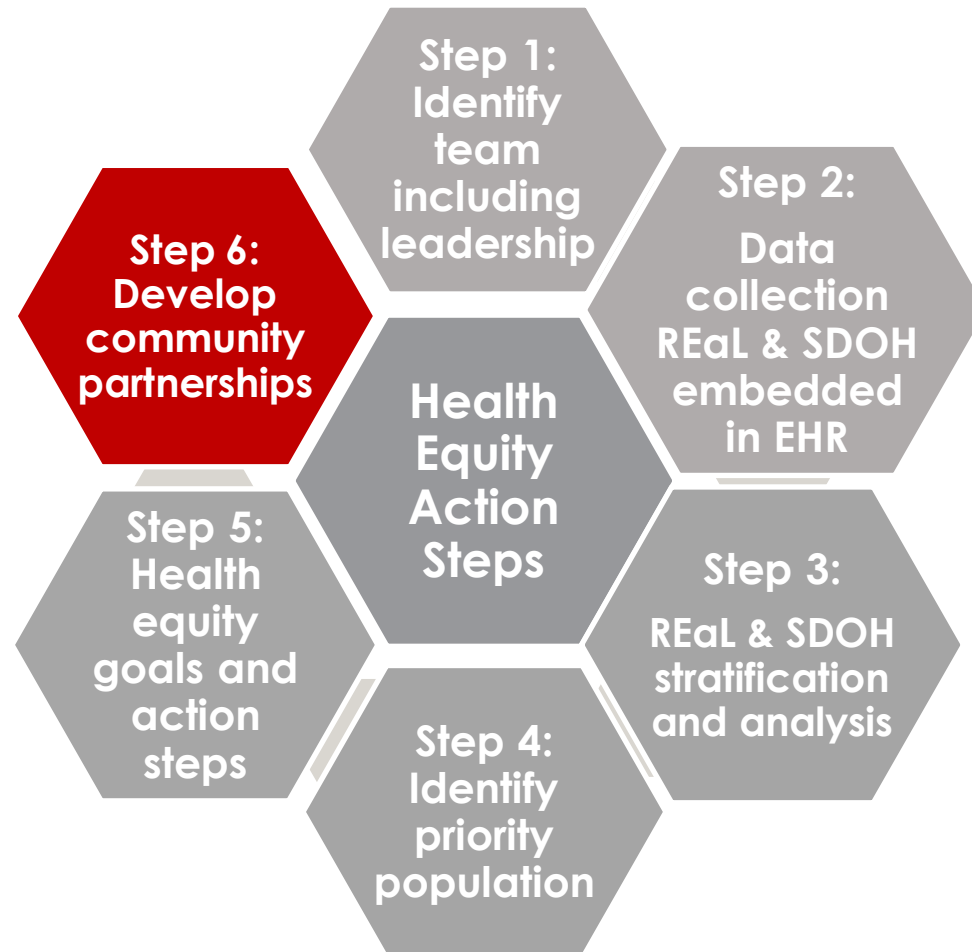 Step 1:
Identify
team
including
leadership
Step 2:
Data
collection
REaL & SDOH
embedded
in EHR
Step 3:
REaL & SDOH
stratification
and analysis
Step 4:
Identify
priority
population
Step 5:
Health
equity
goals and
action
steps
Step 6:
Develop
community
partnerships
Health
Equity
Action
Steps